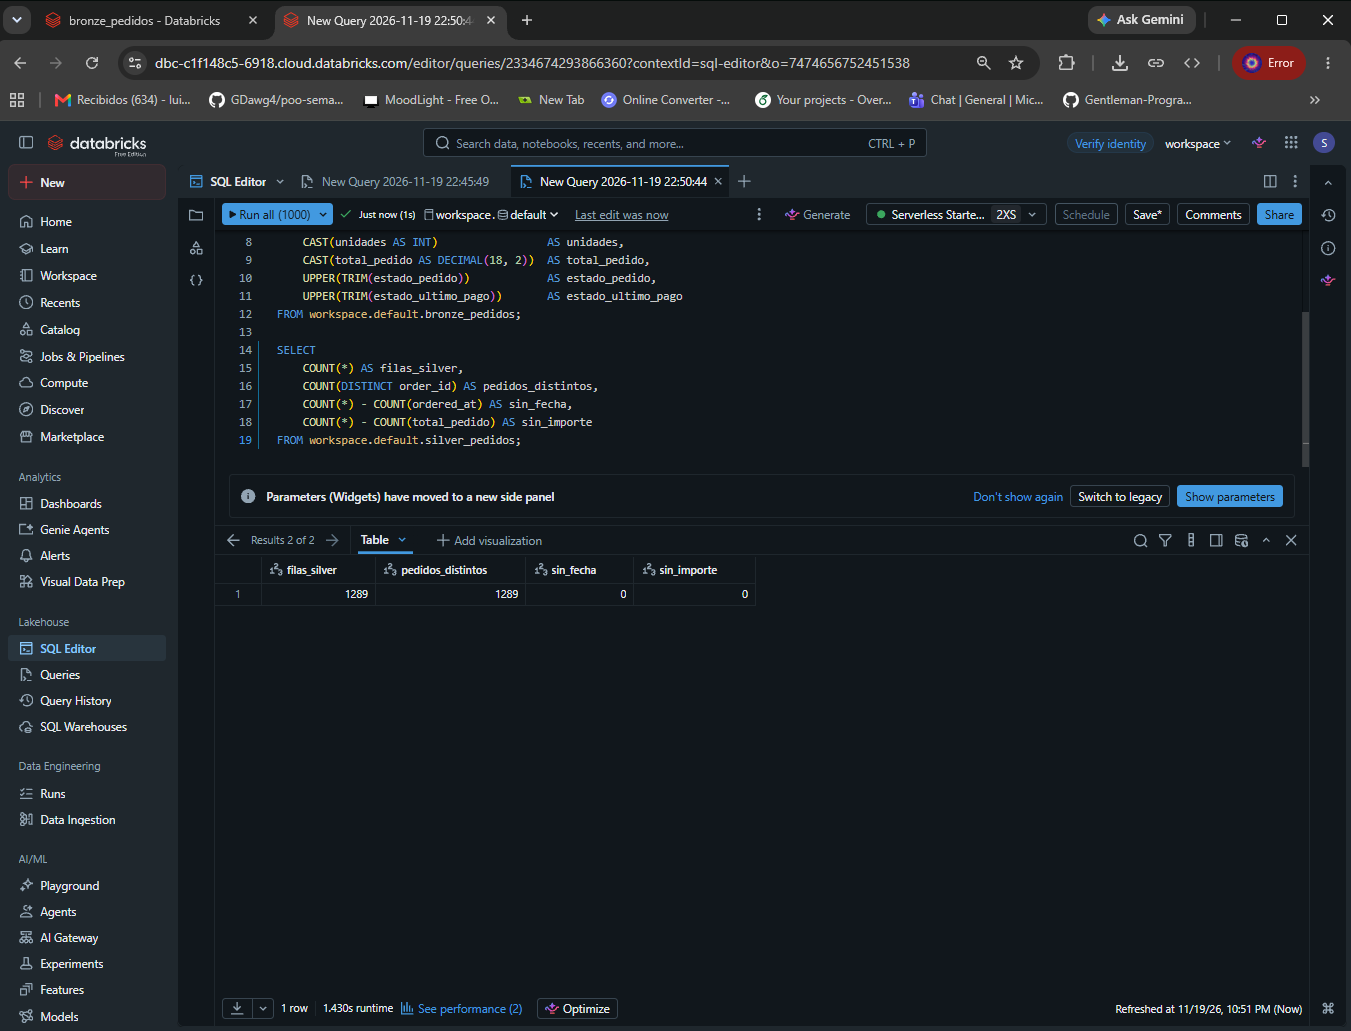 bronze_pedidos - Databricks
New Query 2026-11-19 22:50:4
Ask Gemini
dbc-c1f148c5-6918.cloud.databricks.com/editor/queries/2334674293866360?contextId=sql-editor&o=7474656752451538
Error
Recibidos (634) - lui...
GDawg4/poo-sema...
MoodLight - Free O...
New Tab
Online Converter -...
Your projects - Over...
Chat | General | Mic...
Gentleman-Progra...
databricks
Free Edition
Search data, notebooks, recents, and more...
CTRL + P
Verify identity
workspace
S
New
Home
Learn
Workspace
Recents
Catalog
Jobs & Pipelines
Compute
Discover
Marketplace
Analytics
Dashboards
Genie Agents
Alerts
Visual Data Prep
Lakehouse
SQL Editor
Queries
Query History
SQL Warehouses
Data Engineering
Runs
Data Ingestion
AI/ML
Playground
Agents
AI Gateway
Experiments
Features
Models
SQL Editor
New Query 2026-11-19 22:45:49
New Query 2026-11-19 22:50:44
Run all (1000)
Just now (1s)
workspace.
default
Last edit was now
Generate
Serverless Starte...
2XS
Schedule
Save*
Comments
Share
8 CAST(unidades AS INT) AS unidades,
9 CAST(total_pedido AS DECIMAL(18, 2)) AS total_pedido,
10 UPPER(TRIM(estado_pedido)) AS estado_pedido,
11 UPPER(TRIM(estado_ultimo_pago)) AS estado_ultimo_pago
12 FROM workspace.default.bronze_pedidos;
13
14 SELECT
15 COUNT(*) AS filas_silver,
16 COUNT(DISTINCT order_id) AS pedidos_distintos,
17 COUNT(*) - COUNT(ordered_at) AS sin_fecha,
18 COUNT(*) - COUNT(total_pedido) AS sin_importe
19 FROM workspace.default.silver_pedidos;
Parameters (Widgets) have moved to a new side panel
Don't show again
Switch to legacy
Show parameters
Results 2 of 2
Table
Add visualization
filas_silver pedidos_distintos sin_fecha sin_importe
1 1289 1289 0 0
1 row
1.430s runtime
See performance (2)
Optimize
Refreshed at 11/19/26, 10:51 PM (Now)